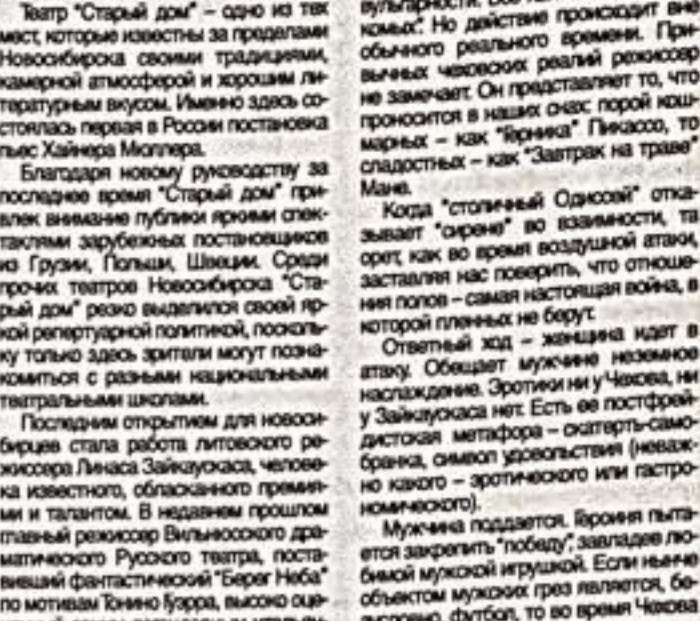 Театр "Старый дом" – одно из тех
мест, которые известны за пределами
Новосибирска своими традициями,
камерной атмосферой и хорошим ли-
тературным вкусом. Именно здесь со-
стоялась первая в России постановка
пьес Хайнера Мюллера.
Благодаря новому руководству за
последнее время "Старый дом" при-
влек внимание публики яркими спек-
таклями зарубежных постановщиков
из Грузии, Польши, Швеции. Среди
прочих театров Новосибирска "Ста-
рый дом" резко выделился своей яр-
кой репертуарной политикой, посколь-
ку только здесь зрители могут позна-
комиться с разными национальными
театральными школами.
Последним открытием для новоси-
бирцев стала работа литовского ре-
жиссера Линаса Зайкаускаса, челове-
ка известного, обласканного премия-
ми и талантом. В недавнем прошлом
главный режиссер Вильнюсского дра-
матического Русского театра, поста-
вивший фантастический "Берег Неба"
по мотивам Тонино Гуэрра, высоко оце-
вульгарности.
комых". Но действие происходит вне
обычного реального времени. При-
вычных чеховских реалий режиссер
не замечает. Он представляет то, что
проносится в наших снах: порой кош-
марных – как "Герника" Пикассо, то
сладостных – как "Завтрак на траве"
Мане.
Когда "столичный Одиссей" отка-
зывает "сирене" во взаимности, та
орет, как во время воздушной атаки,
заставляя нас поверить, что отноше-
ния полов – самая настоящая война, в
которой пленных не берут.
Ответный ход – женщина идет в
атаку. Обещает мужчине неземное
наслаждение. Эротики ни у Чехова, ни
у Зайкаускаса нет. Есть ее постфрей-
дистская метафора – скатерть-само-
бранка, символ удовольствия (неваж-
но какого – эротического или гастро-
номического).
Мужчина поддается. Героиня пыта-
ется закрепить "победу", завладев лю-
бимой мужской игрушкой. Если нынче
объектом мужских грез является, бе-
зусловно, футбол, то во время Чехова